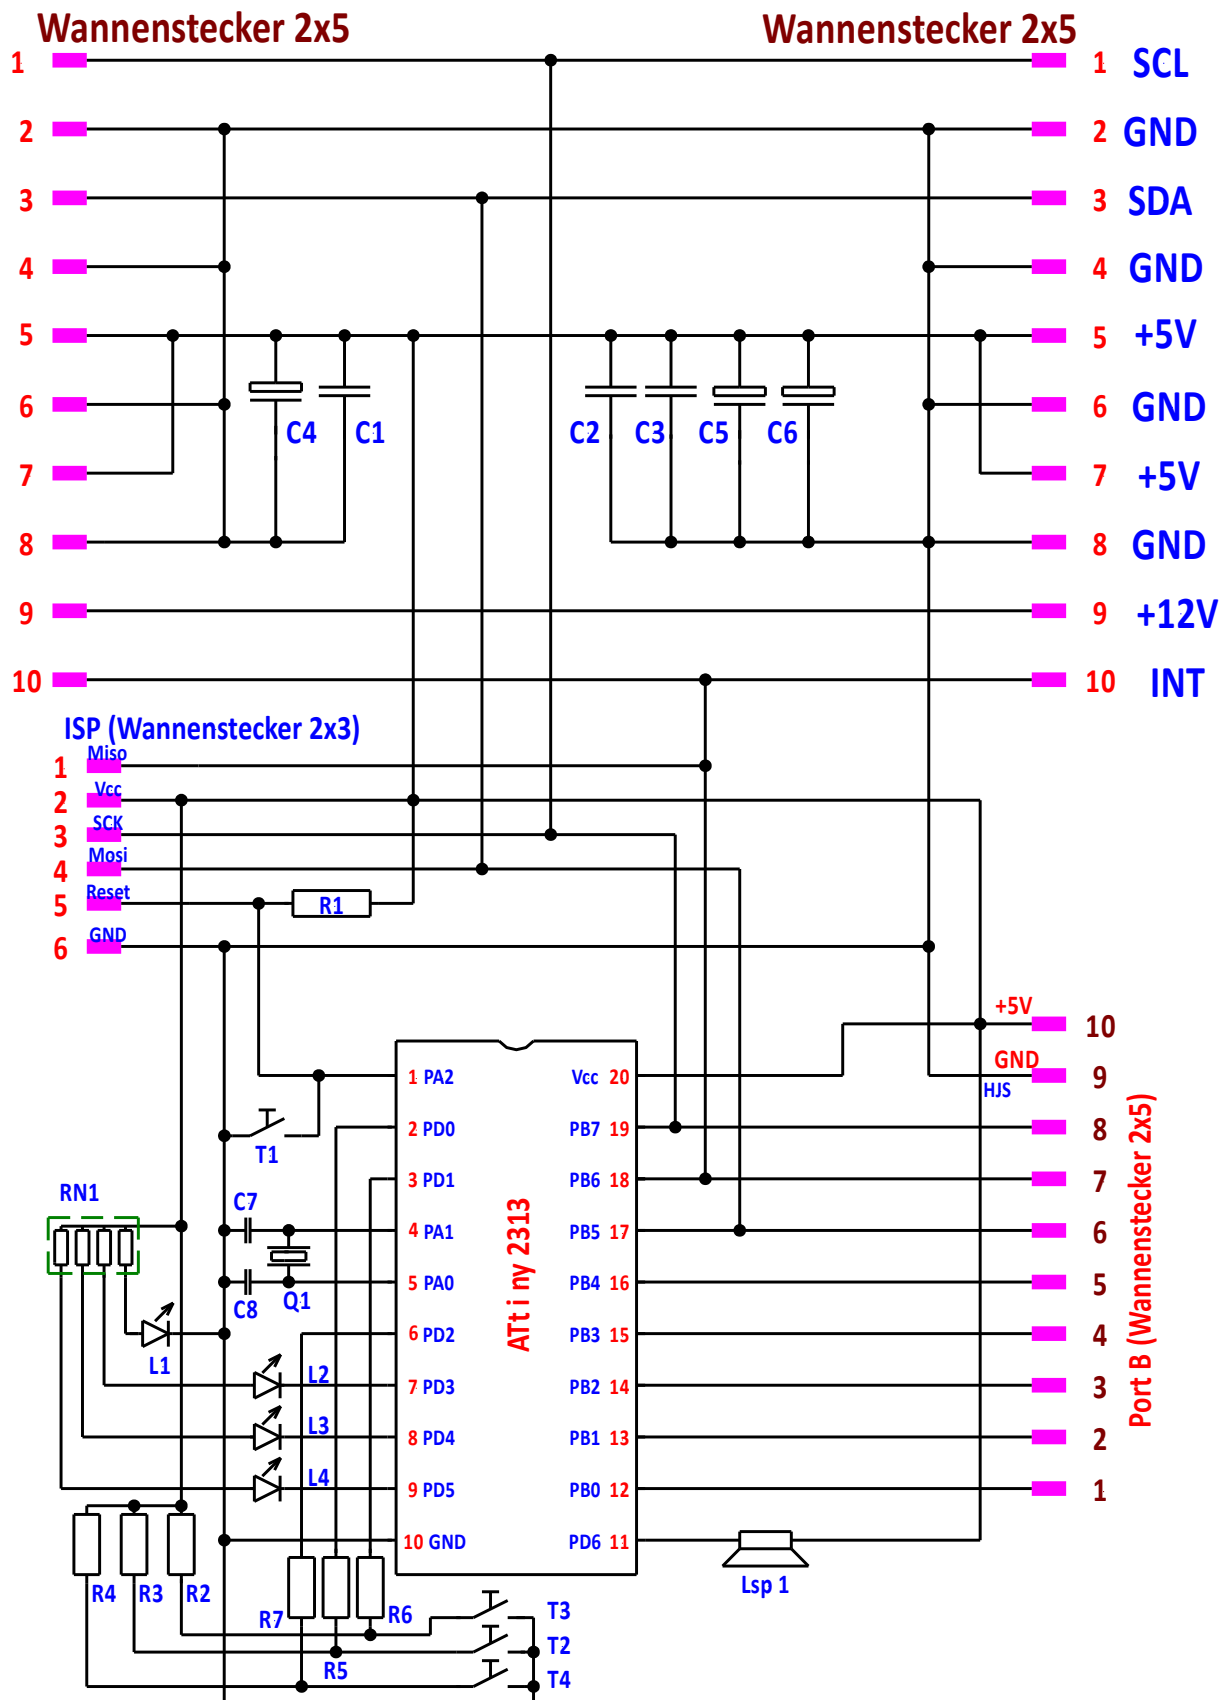 Wannenstecker 2x5 Wannenstecker 2x5
1 1 SCL
2 2 GND
3 3 SDA
4 4 GND
5 5 +5V
6 6 GND
C4 C1 C2 C3 C5 C6
7 7 +5V
8 8 GND
9 9 +12V
10 10 INT
ISP (Wannenstecker 2x3)
1 Miso
2 Vcc
3 SCK
4 Mosi
5 Reset R1
6 GND
+5V 10
GND 9
HJS
1 PA2 Vcc 20
2 PD0 PB7 19 8
T1
3 PD1 PB6 18 7
RN1
C7
4 PA1 PB5 17 6
5 PA0 PB4 16 5
C8 Q1
6 PD2 PB3 15 4
L1
L2 7 PD3 PB2 14 3
L3 8 PD4 PB1 13 2
L4 9 PD5 PB0 12 1
10 GND PD6 11
ATt i ny 2313
Port B (Wannenstecker 2x5)
Lsp 1
R4 R3 R2
R7 R6 T3
T2
R5 T4